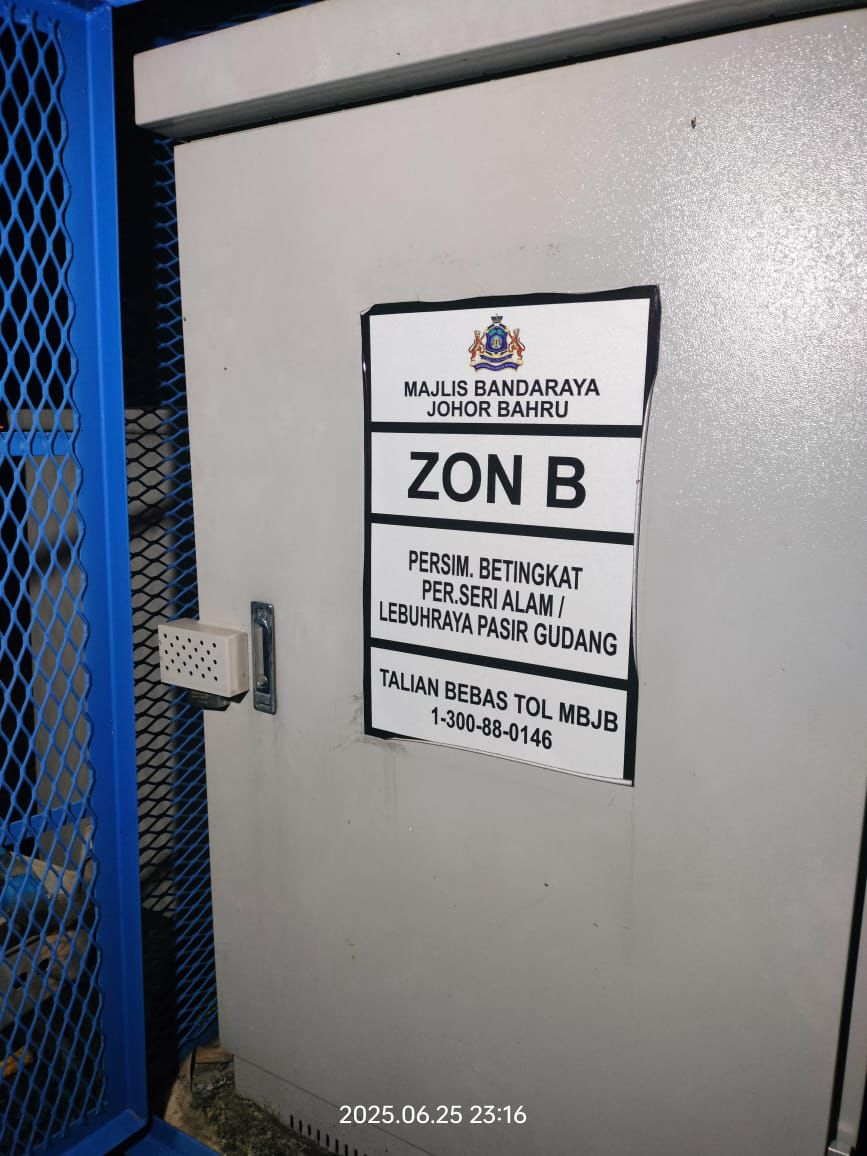 MAJLIS BANDARAYA
JOHOR BAHRU
ZON B
PERSIM. BETINGKAT
PER.SERI ALAM /
LEBUHRAYA PASIR GUDANG
TALIAN BEBAS TOL MBJB
1-300-88-0146
2025.06.25 23:16